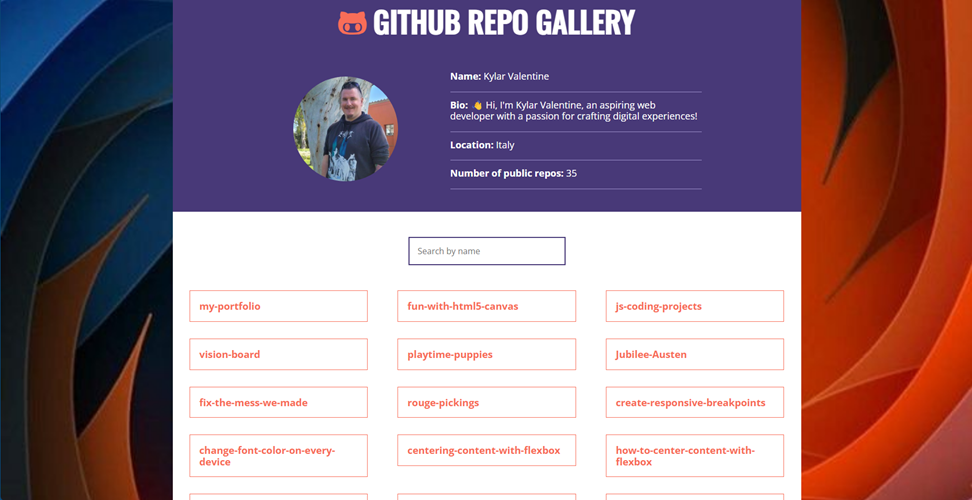 GITHUB REPO GALLERY
Name: Kylar Valentine
Bio: 👋 Hi, I'm Kylar Valentine, an aspiring web
developer with a passion for crafting digital experiences!
Location: Italy
Number of public repos: 35
Search by name
my-portfolio
fun-with-html5-canvas
js-coding-projects
vision-board
playtime-puppies
Jubilee-Austen
fix-the-mess-we-made
rouge-pickings
create-responsive-breakpoints
change-font-color-on-every-
device
centering-content-with-flexbox
how-to-center-content-with-
flexbox